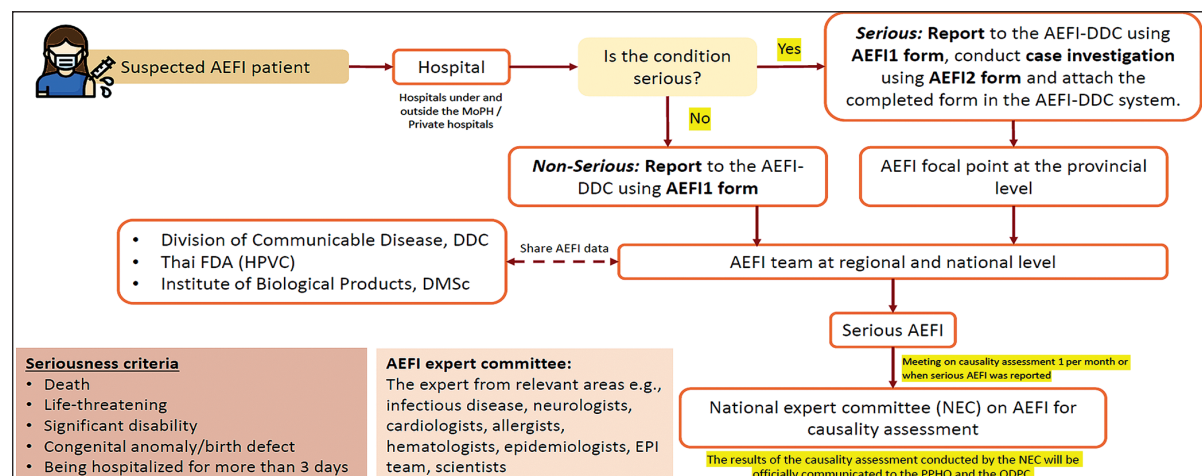 Suspected AEFI patient
Hospital
Hospitals under and
outside the MoPH /
Private hospitals
Is the condition
serious?
Yes
No
Serious: Report to the AEFI-DDC using
AEFI1 form, conduct case investigation
using AEFI2 form and attach the
completed form in the AEFI-DDC system.
Non-Serious: Report to the AEFI-
DDC using AEFI1 form
AEFI focal point at the provincial
level
• Division of Communicable Disease, DDC
• Thai FDA (HPVC)
• Institute of Biological Products, DMSc
Share AEFI data
AEFI team at regional and national level
Serious AEFI
Meeting on causality assessment 1 per month or
when serious AEFI was reported
National expert committee (NEC) on AEFI for
causality assessment
The results of the causality assessment conducted by the NEC will be
officially communicated to the PPHO and the ODPC
Seriousness criteria
• Death
• Life-threatening
• Significant disability
• Congenital anomaly/birth defect
• Being hospitalized for more than 3 days
AEFI expert committee:
The expert from relevant areas e.g.,
infectious disease, neurologists,
cardiologists, allergists,
hematologists, epidemiologists, EPI
team, scientists